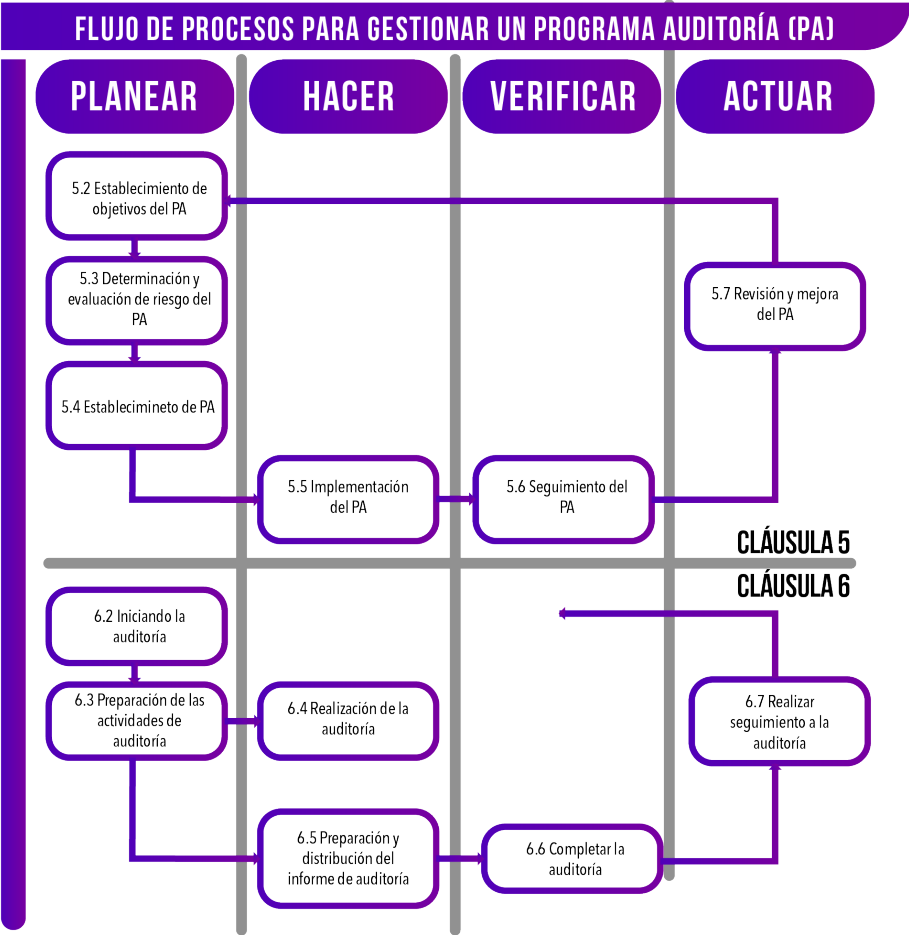 FLUJO DE PROCESOS PARA GESTIONAR UN PROGRAMA AUDITORÍA (PA)
PLANEAR
HACER
VERIFICAR
ACTUAR
5.2 Establecimiento de
objetivos del PA
5.3 Determinación y
evaluación de riesgo del
PA
5.7 Revisión y mejora
del PA
5.4 Establecimineto de PA
5.5 Implementación
del PA
5.6 Seguimiento del
PA
CLÁUSULA 5
CLÁUSULA 6
6.2 Iniciando la
auditoría
6.3 Preparación de las
actividades de
auditoría
6.4 Realización de la
auditoría
6.7 Realizar
seguimiento a la
auditoría
6.5 Preparación y
distribución del
informe de auditoría
6.6 Completar la
auditoría